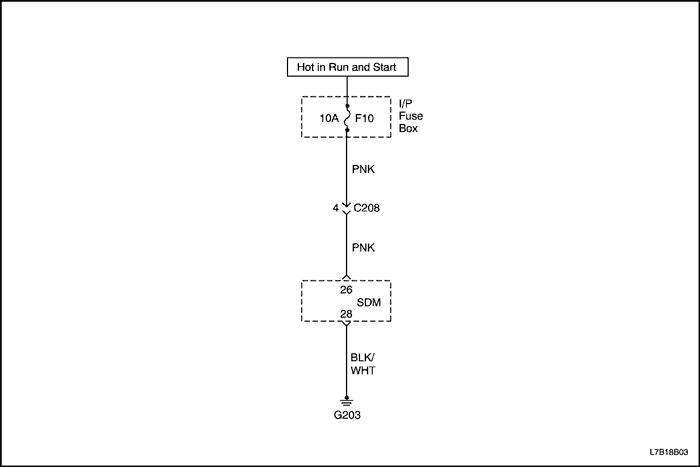 Hot in Run and Start
10A F10
I/P
Fuse
Box
PNK
4 C208
PNK
26
SDM
28
BLK/
WHT
G203
L7B18B03